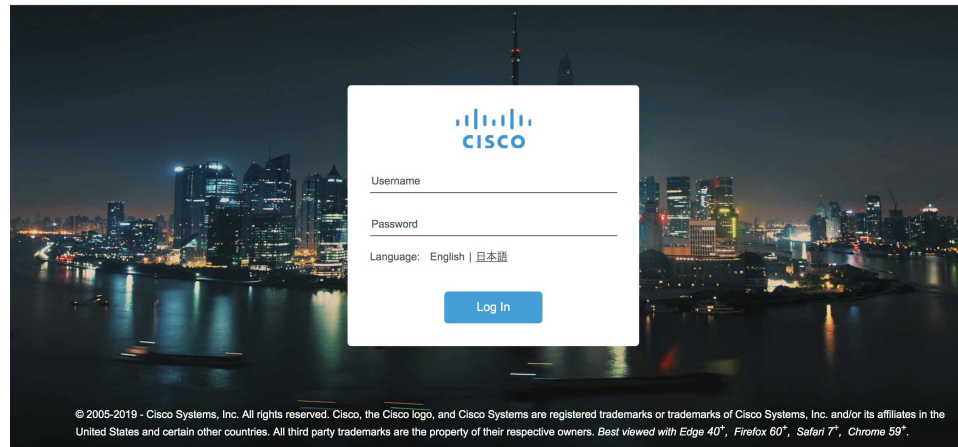 CISCO
Username
Password
Language: English | 日本語
Log In
© 2005-2019 - Cisco Systems, Inc. All rights reserved. Cisco, the Cisco logo, and Cisco Systems are registered trademarks or trademarks of Cisco Systems, Inc. and/or its affiliates in the
United States and certain other countries. All third party trademarks are the property of their respective owners. Best viewed with Edge 40+, Firefox 60+, Safari 7+, Chrome 59+,